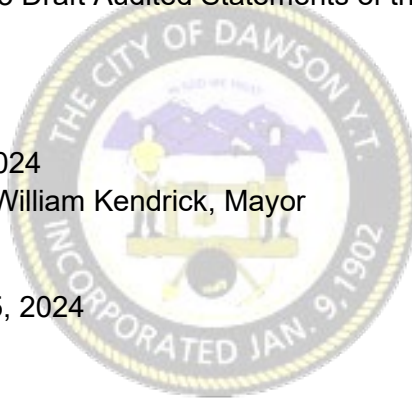 Draft Audited Statements of th
024
William Kendrick, Mayor
5, 2024
THE CITY OF DAWSON Y.T.
IN GOD WE TRUST
INCORPORATED JAN. 9, 1902